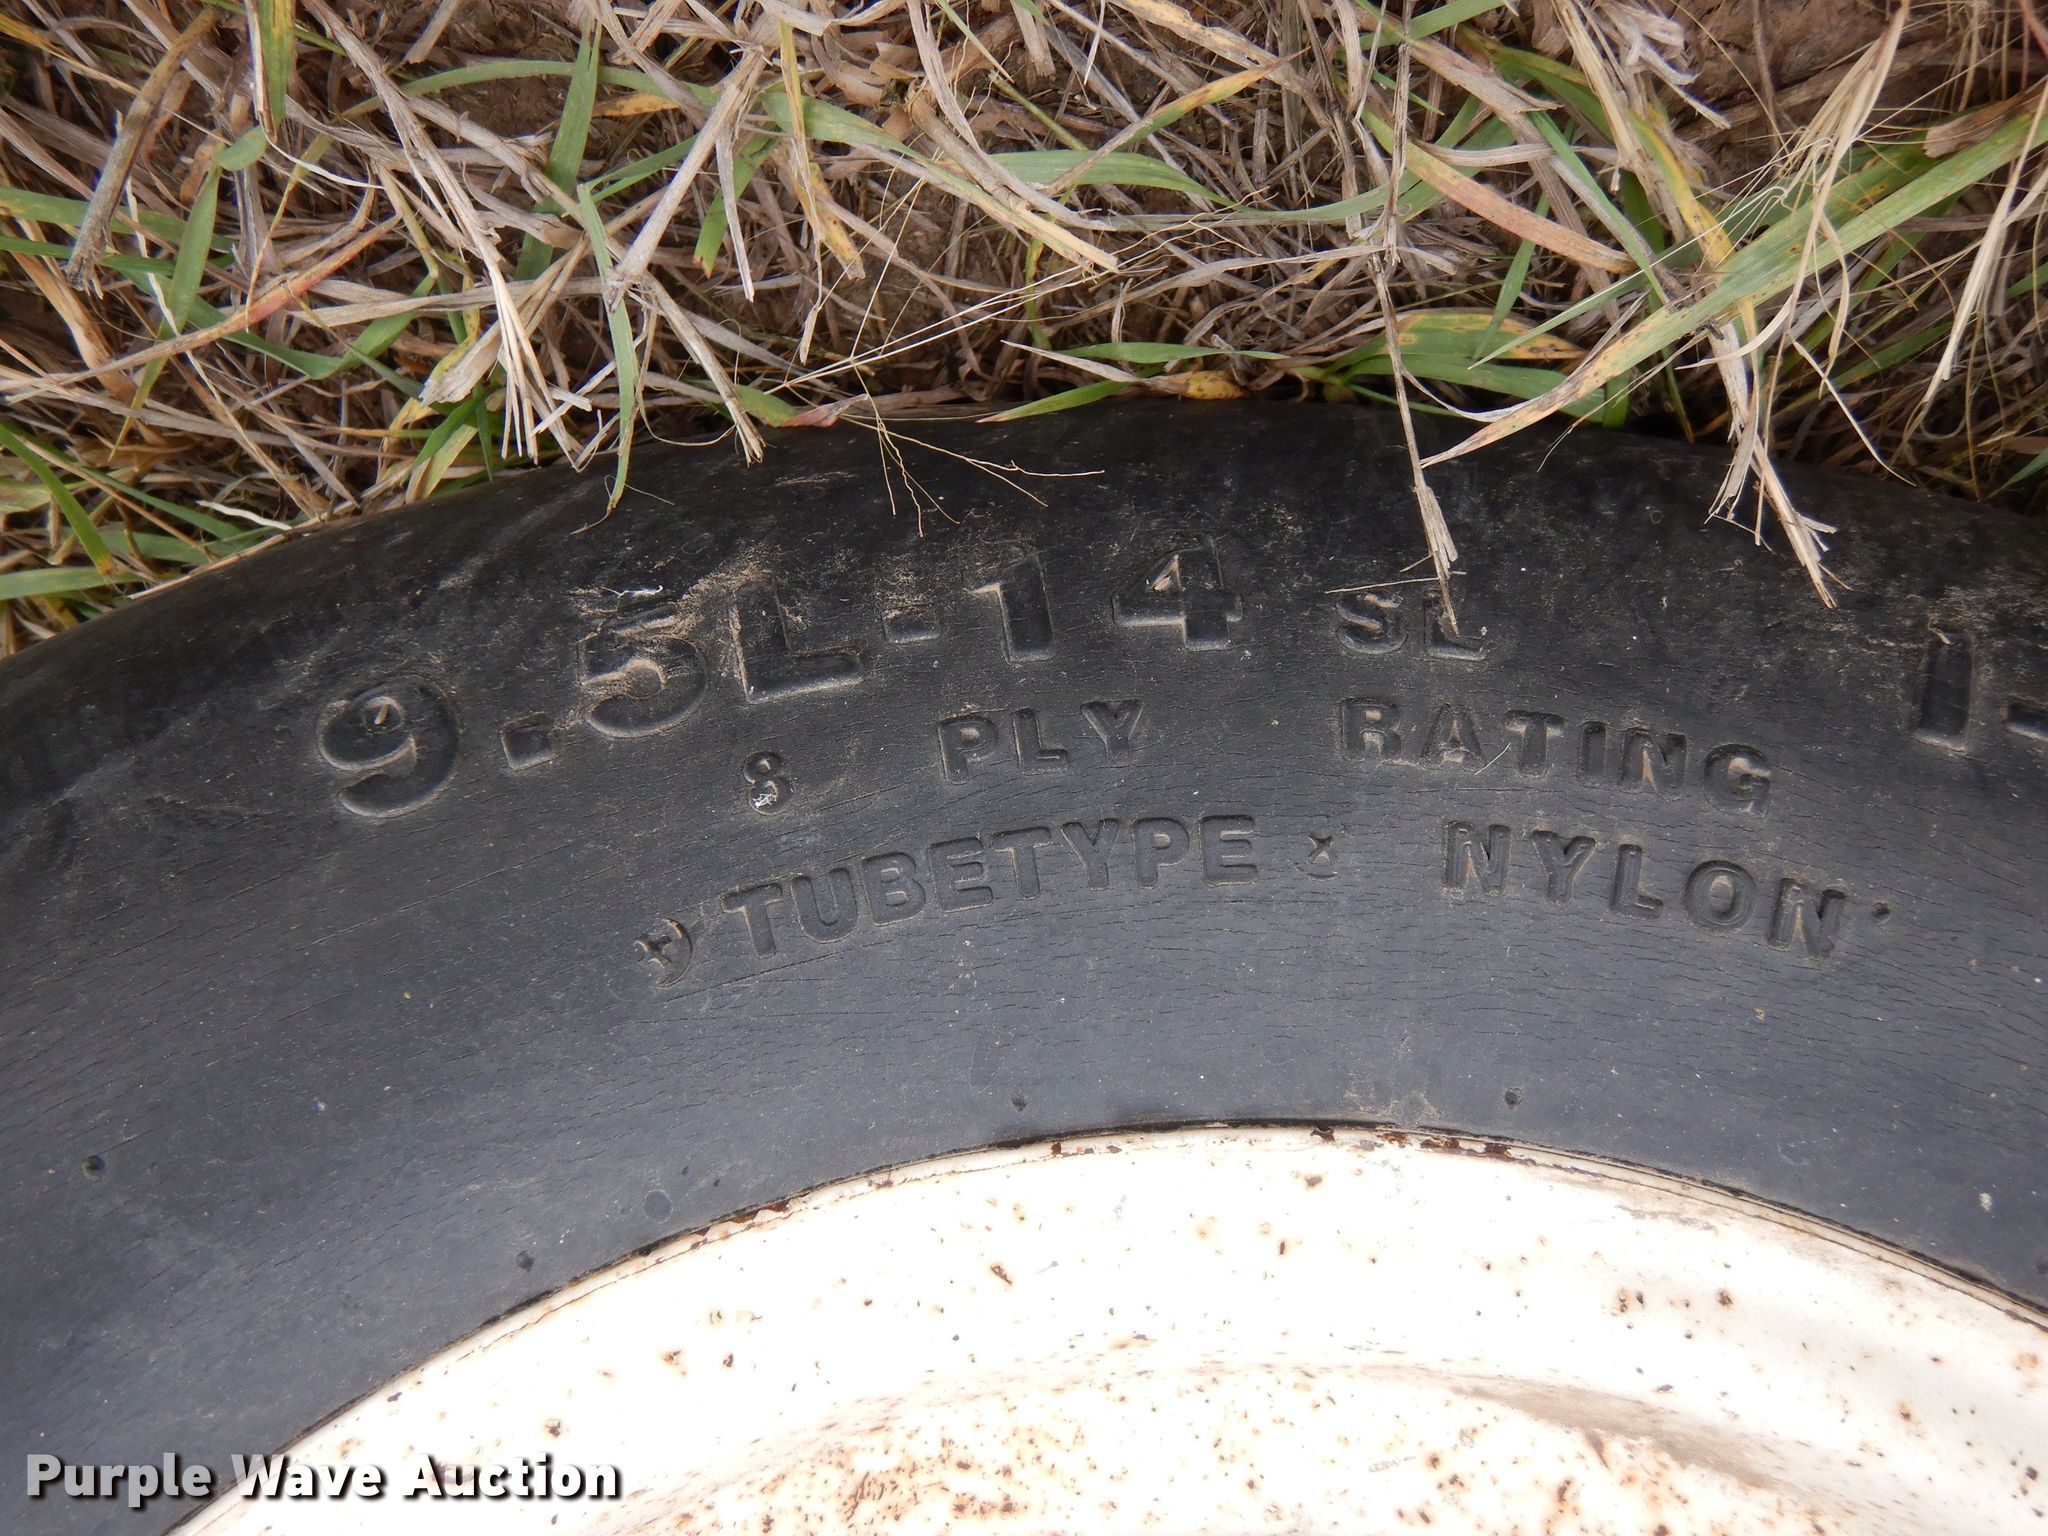 9.5L-14 SL
8 PLY RATING
TUBETYPE NYLON
Purple Wave Auction